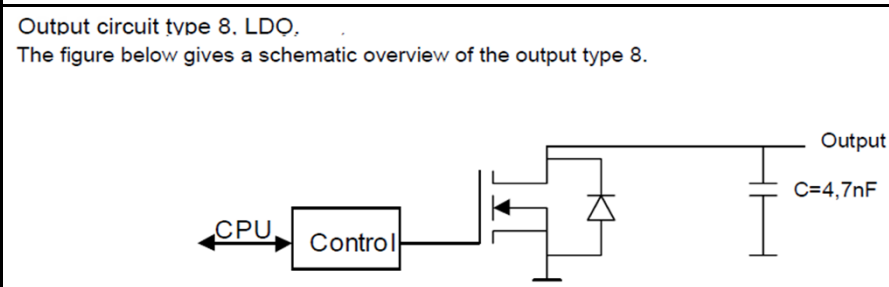 Output circuit type 8. LDO,
The figure below gives a schematic overview of the output type 8.
Output
C=4,7nF
CPU
Control